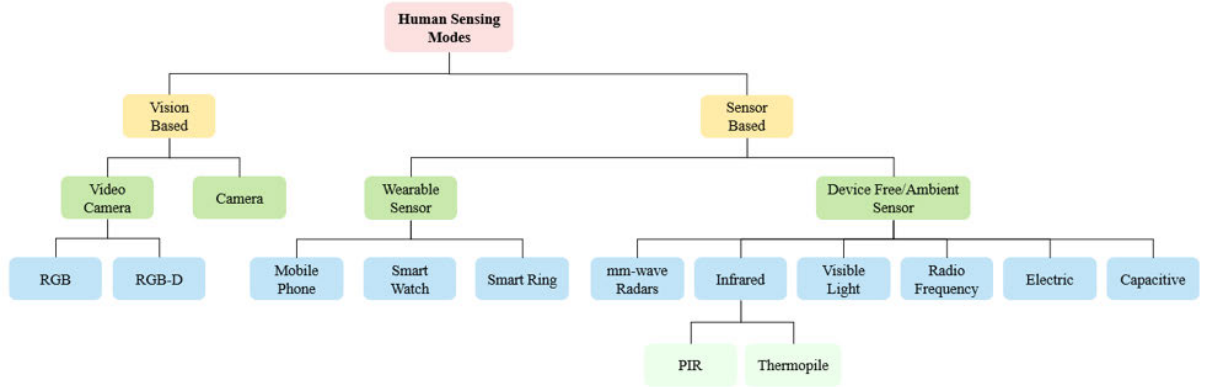 Human Sensing
Modes
Vision
Based
Sensor
Based
Video
Camera
Camera
Wearable
Sensor
Device Free/Ambient
Sensor
RGB
RGB-D
Mobile
Phone
Smart
Watch
Smart Ring
mm-wave
Radars
Infrared
Visible
Light
Radio
Frequency
Electric
Capacitive
PIR
Thermopile